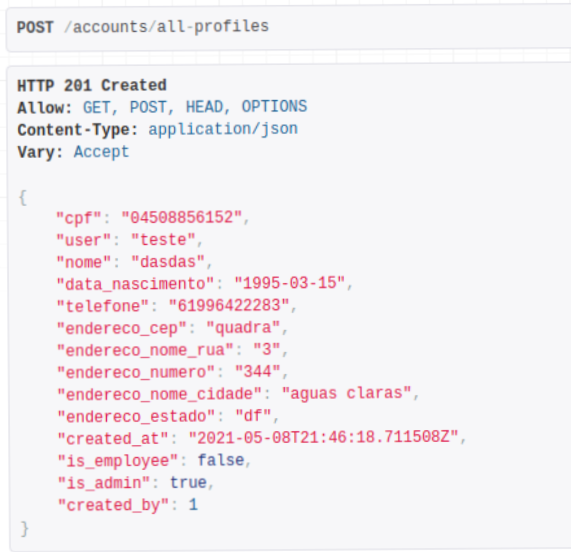 POST /accounts/all-profiles
HTTP 201 Created
Allow: GET, POST, HEAD, OPTIONS
Content-Type: application/json
Vary: Accept
{
    "cpf": "04508856152",
    "user": "teste",
    "nome": "dasdas",
    "data_nascimento": "1995-03-15",
    "telefone": "61996422283",
    "endereco_cep": "quadra",
    "endereco_nome_rua": "3",
    "endereco_numero": "344",
    "endereco_nome_cidade": "aguas claras",
    "endereco_estado": "df",
    "created_at": "2021-05-08T21:46:18.711508Z",
    "is_employee": false,
    "is_admin": true,
    "created_by": 1
}